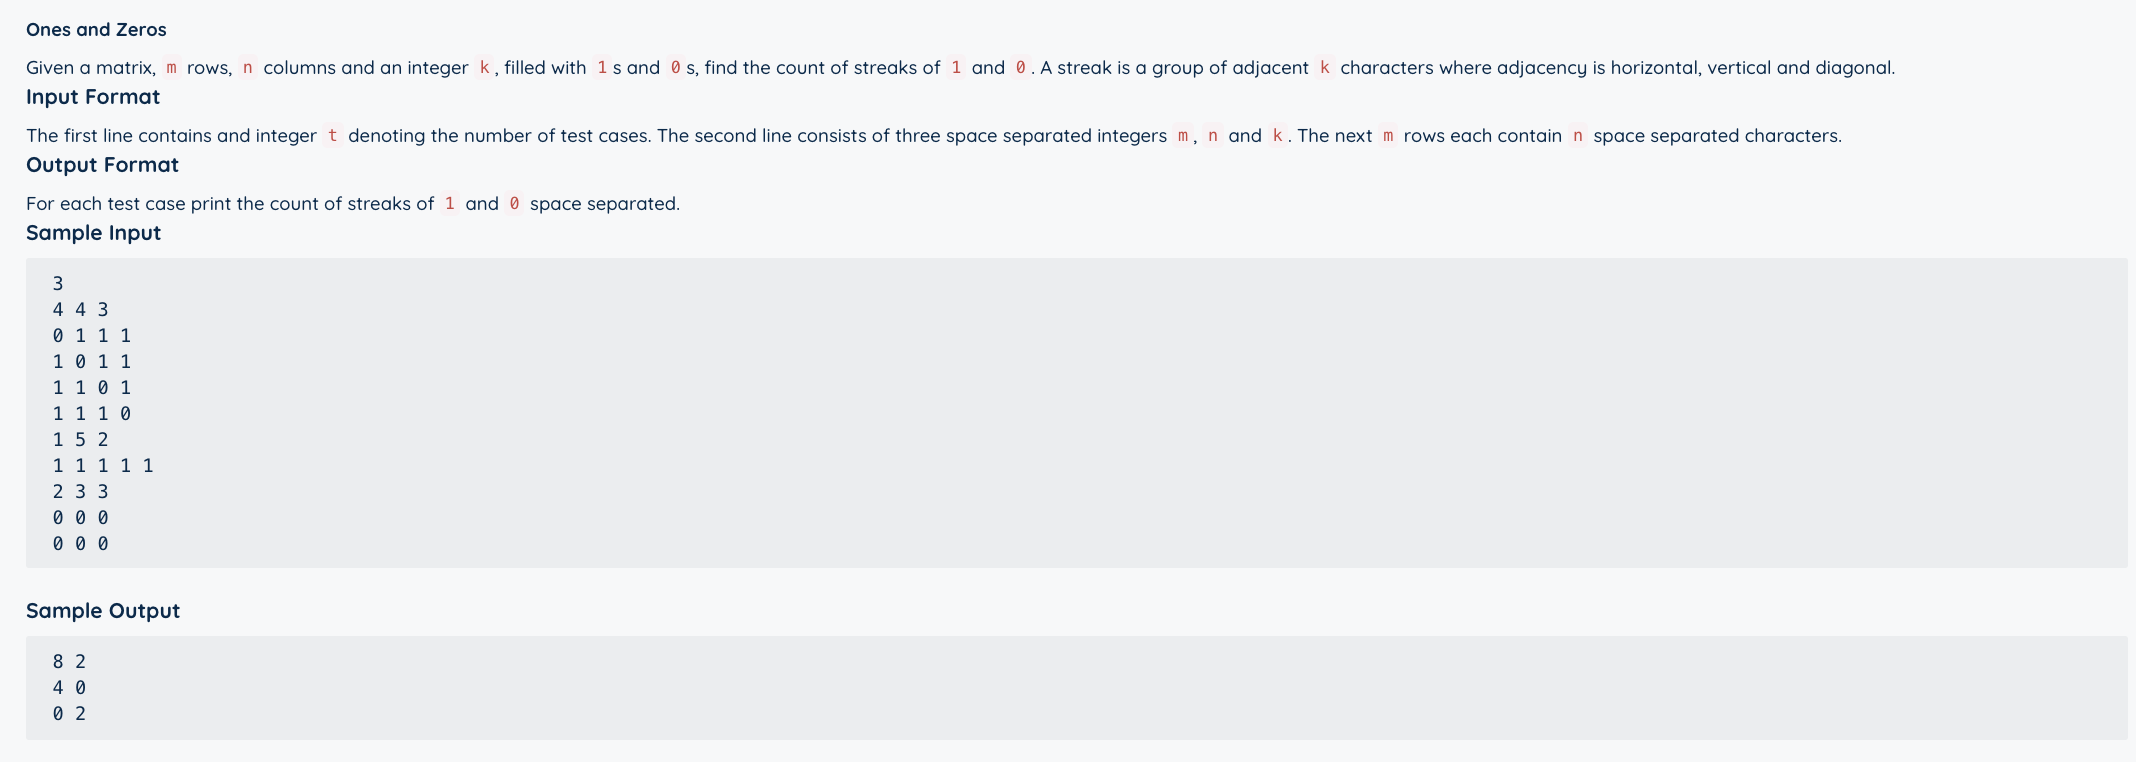 Ones and Zeros
Given a matrix, m rows, n columns and an integer k, filled with 1 s and 0 s, find the count of streaks of 1 and 0. A streak is a group of adjacent k characters where adjacency is horizontal, vertical and diagonal.
Input Format
The first line contains and integer t denoting the number of test cases. The second line consists of three space separated integers m, n and k. The next m rows each contain n space separated characters.
Output Format
For each test case print the count of streaks of 1 and 0 space separated.
Sample Input
3
4 4 3
0 1 1 1
1 0 1 1
1 1 0 1
1 1 1 0
1 5 2
1 1 1 1 1
2 3 3
0 0 0
0 0 0
Sample Output
8 2
4 0
0 2